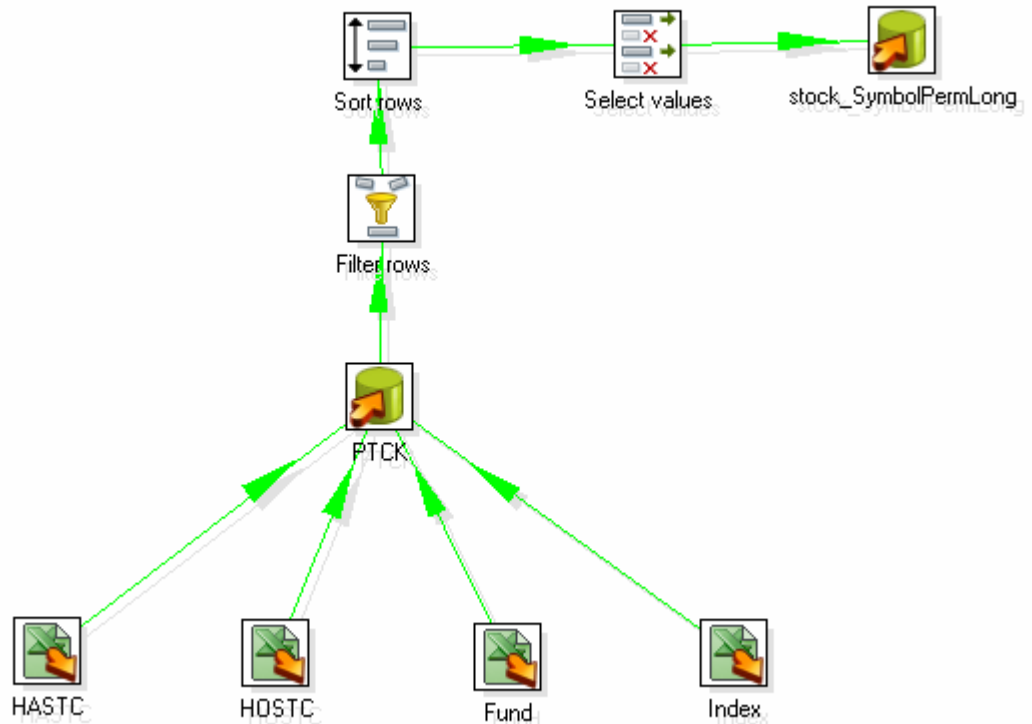 Sort rows
Select values
stock_SymbolPermLong
Filter rows
PTCK
HASTC
HOSTC
Fund
Index